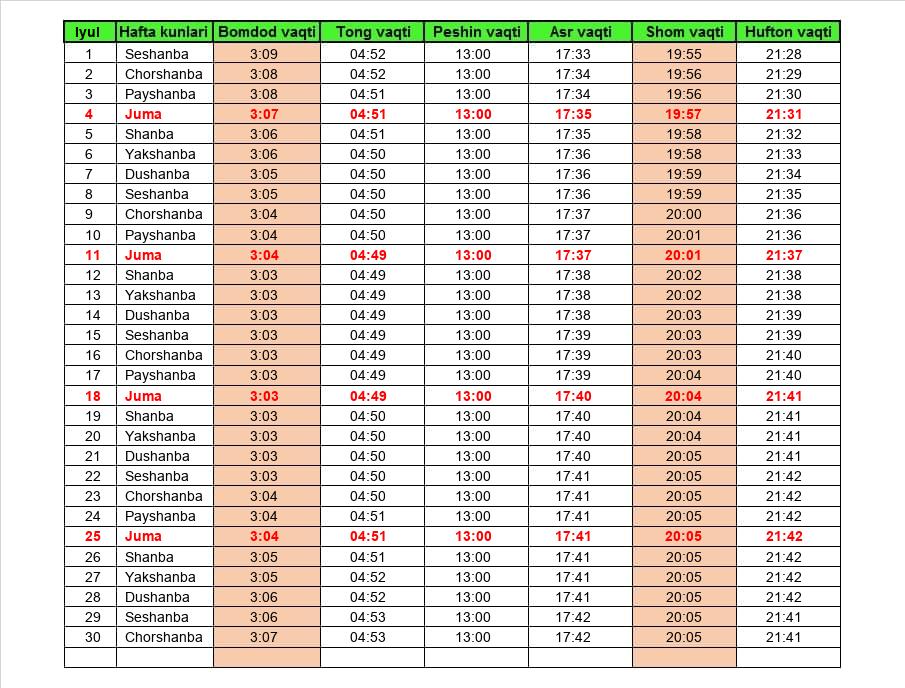 Iyul Hafta kunlari Bomdod vaqti Tong vaqti Peshin vaqti Asr vaqti Shom vaqti Hufton vaqti
1 Seshanba 3:09 04:52 13:00 17:33 19:55 21:28
2 Chorshanba 3:08 04:52 13:00 17:34 19:56 21:29
3 Payshanba 3:08 04:51 13:00 17:34 19:56 21:30
4 Juma 3:07 04:51 13:00 17:35 19:57 21:31
5 Shanba 3:06 04:51 13:00 17:35 19:58 21:32
6 Yakshanba 3:06 04:50 13:00 17:36 19:58 21:33
7 Dushanba 3:05 04:50 13:00 17:36 19:59 21:34
8 Seshanba 3:05 04:50 13:00 17:36 19:59 21:35
9 Chorshanba 3:04 04:50 13:00 17:37 20:00 21:36
10 Payshanba 3:04 04:50 13:00 17:37 20:01 21:36
11 Juma 3:04 04:49 13:00 17:37 20:01 21:37
12 Shanba 3:03 04:49 13:00 17:38 20:02 21:38
13 Yakshanba 3:03 04:49 13:00 17:38 20:02 21:38
14 Dushanba 3:03 04:49 13:00 17:38 20:03 21:39
15 Seshanba 3:03 04:49 13:00 17:39 20:03 21:39
16 Chorshanba 3:03 04:49 13:00 17:39 20:03 21:40
17 Payshanba 3:03 04:49 13:00 17:39 20:04 21:40
18 Juma 3:03 04:49 13:00 17:40 20:04 21:41
19 Shanba 3:03 04:50 13:00 17:40 20:04 21:41
20 Yakshanba 3:03 04:50 13:00 17:40 20:04 21:41
21 Dushanba 3:03 04:50 13:00 17:40 20:05 21:41
22 Seshanba 3:03 04:50 13:00 17:41 20:05 21:42
23 Chorshanba 3:04 04:50 13:00 17:41 20:05 21:42
24 Payshanba 3:04 04:51 13:00 17:41 20:05 21:42
25 Juma 3:04 04:51 13:00 17:41 20:05 21:42
26 Shanba 3:05 04:51 13:00 17:41 20:05 21:42
27 Yakshanba 3:05 04:52 13:00 17:41 20:05 21:42
28 Dushanba 3:06 04:52 13:00 17:41 20:05 21:42
29 Seshanba 3:06 04:53 13:00 17:42 20:05 21:41
30 Chorshanba 3:07 04:53 13:00 17:42 20:05 21:41